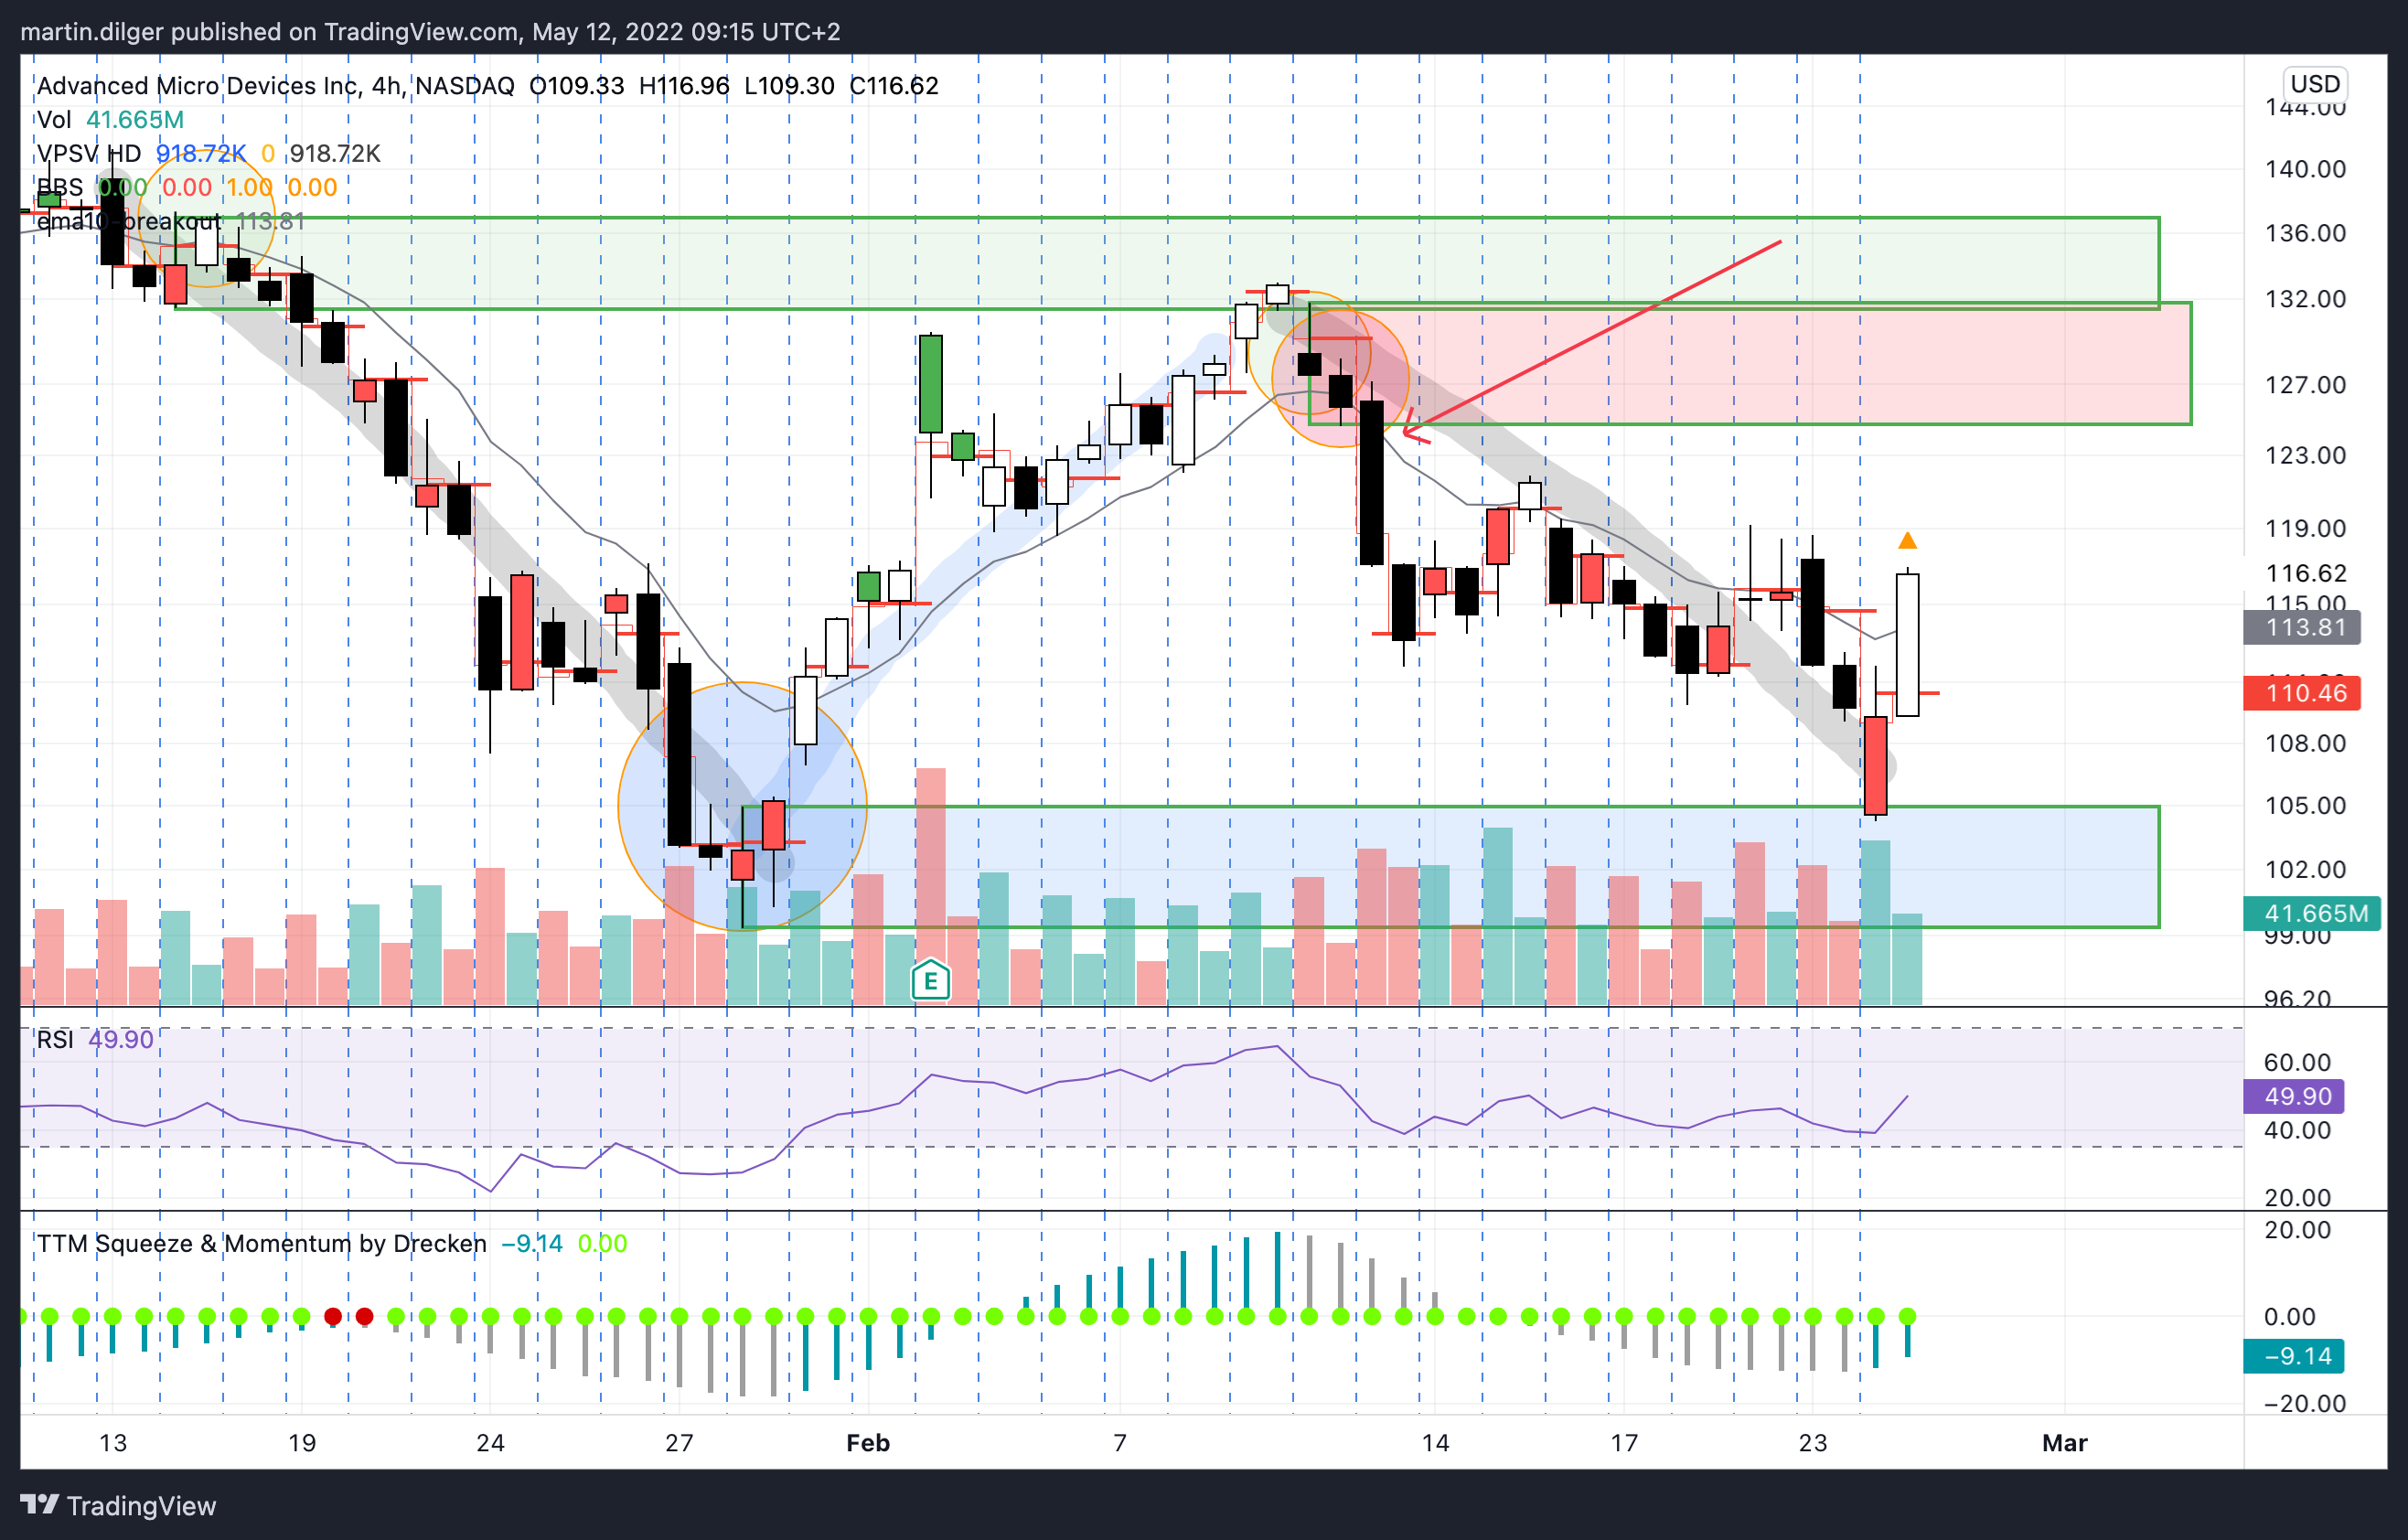 martin.dilger published on TradingView.com, May 12, 2022 09:15 UTC+2
Advanced Micro Devices Inc, 4h, NASDAQ O109.33 H116.96 L109.30 C116.62
Vol 41.665M
VPSV HD 918.72K 0 918.72K
BBS 0.00 0.00 1.00 0.00
ema10-breakout 113.81
USD
144.00
140.00
136.00
132.00
127.00
123.00
119.00
116.62
115.00
113.81
110.46
108.00
105.00
102.00
41.665M
99.00
96.20
E
RSI 49.90
60.00
49.90
40.00
20.00
TTM Squeeze & Momentum by Drecken −9.14 0.00
20.00
0.00
−9.14
−20.00
13 19 24 27 Feb 7 14 17 23 Mar
TradingView